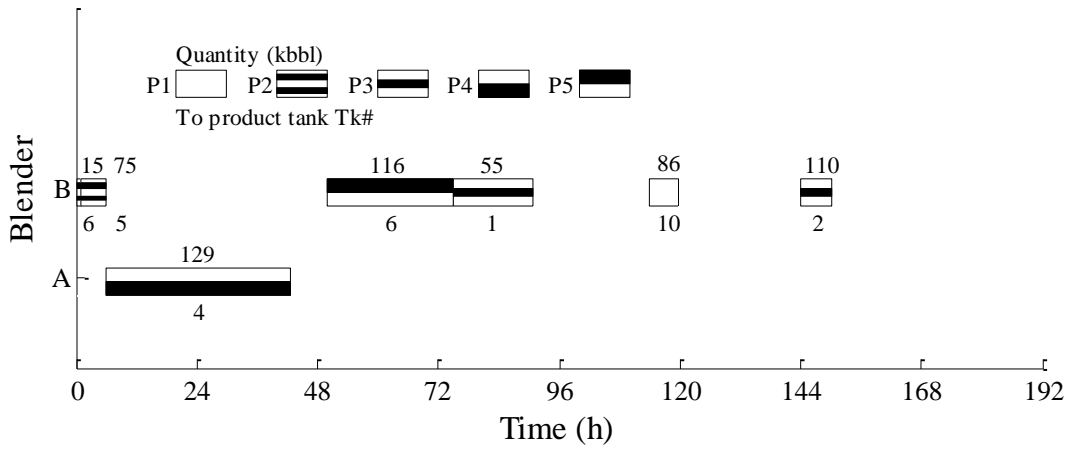 Quantity (kbbl)
P1 P2 P3 P4 P5
To product tank Tk#
Blender
15 75 116 55 86 110
B
6 5 6 1 10 2
129
A
4
0 24 48 72 96 120 144 168 192
Time (h)